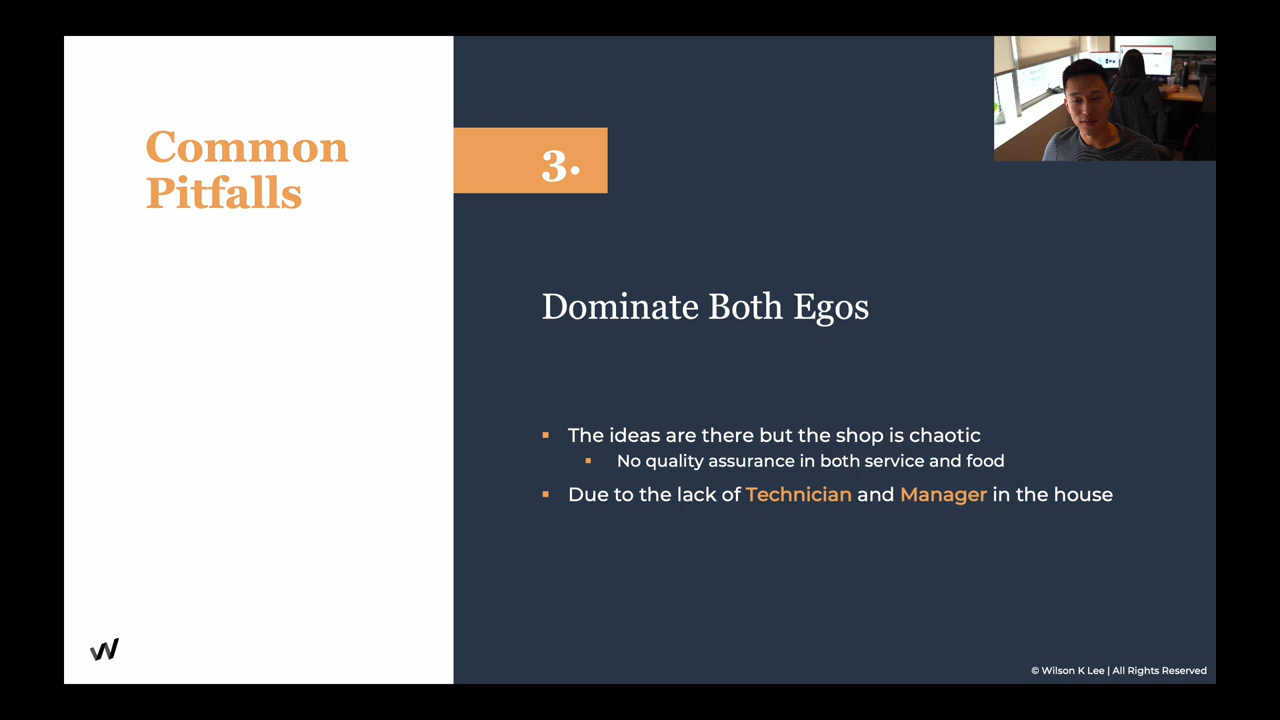 Common
Pitfalls
3.
Dominate Both Egos
The ideas are there but the shop is chaotic
No quality assurance in both service and food
Due to the lack of Technician and Manager in the house
© Wilson K Lee | All Rights Reserved